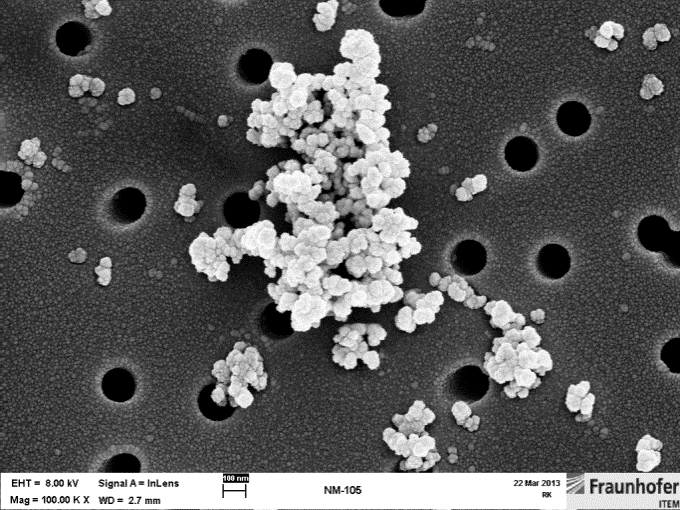 EHT = 8.00 kV Signal A = InLens
Mag = 100.00 K X WD = 2.7 mm
100 nm
NM-105
22 Mar 2013
RK
Fraunhofer
ITEM